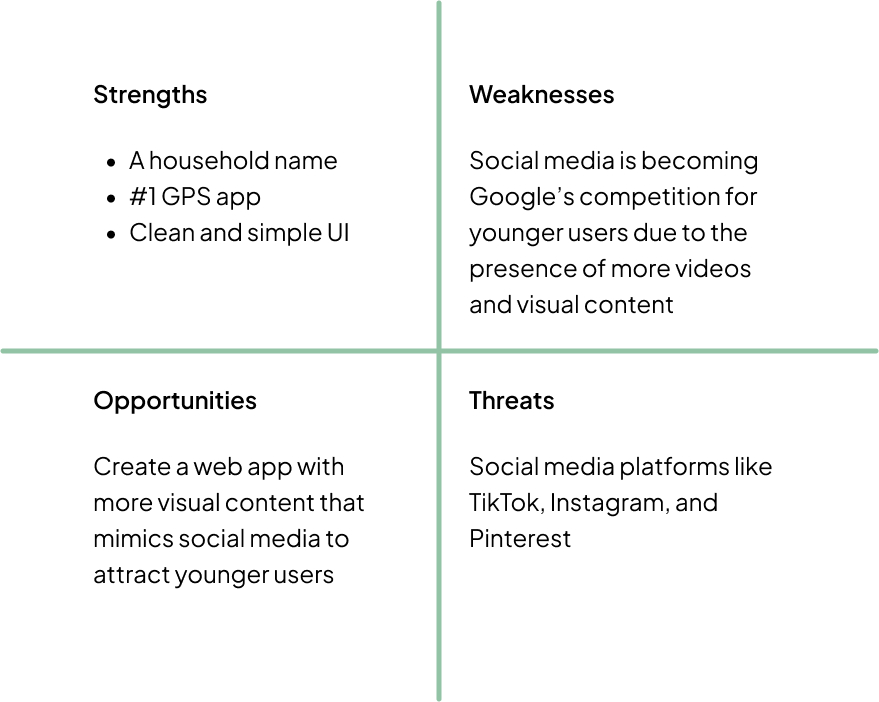 Strengths
• A household name
• #1 GPS app
• Clean and simple UI
Weaknesses
Social media is becoming
Google’s competition for
younger users due to the
presence of more videos
and visual content
Opportunities
Create a web app with
more visual content that
mimics social media to
attract younger users
Threats
Social media platforms like
TikTok, Instagram, and
Pinterest